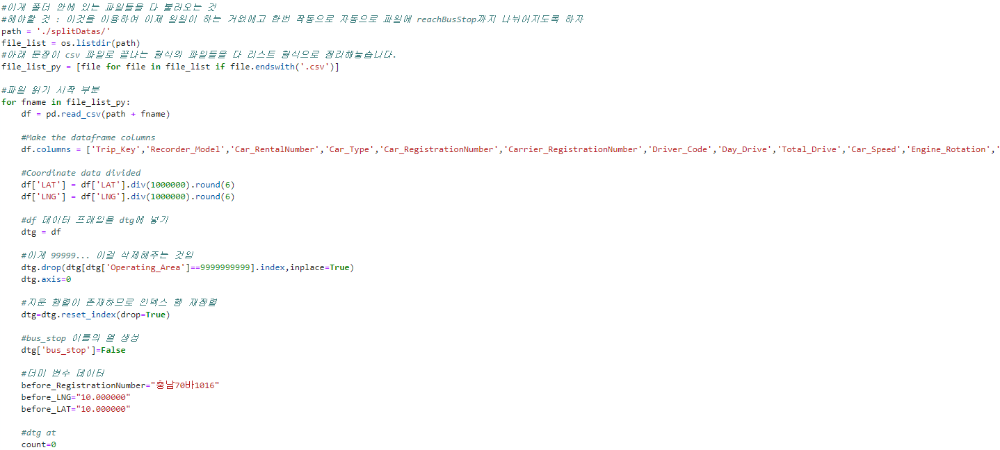 #이게 폴더 안에 있는 파일들을 다 불러오는 것
#해야할 것 : 이것을 이용하여 이제 일일이 하는 거없애고 한번 작동으로 자동으로 파일에 reachBusStop까지 나뉘어지도록 하자
path = './splitDatas/'
file_list = os.listdir(path)
#아래 문장이 csv 파일로 끝나는 형식의 파일들을 다 리스트 형식으로 정리해놓습니다.
file_list_py = [file for file in file_list if file.endswith('.csv')]
#파일 읽기 시작 부분
for fname in file_list_py:
df = pd.read_csv(path + fname)
#Make the dataframe columns
df.columns = ['Trip_Key','Recorder_Model','Car_RentalNumber','Car_Type','Car_RegistrationNumber','Carrier_RegistrationNumber','Driver_Code','Day_Drive','Total_Drive','Car_Speed','Engine_Rotation','
#Coordinate data divided
df['LAT'] = df['LAT'].div(1000000).round(6)
df['LNG'] = df['LNG'].div(1000000).round(6)
#df 데이터 프레임을 dtg에 넣기
dtg = df
#이게 99999... 이걸 삭제해주는 것임
dtg.drop(dtg[dtg['Operating_Area']==9999999999].index,inplace=True)
dtg.axis=0
#지운 행렬이 존재하므로 인덱스 행 재정렬
dtg=dtg.reset_index(drop=True)
#bus_stop 이름의 열 생성
dtg['bus_stop']=False
#더미 변수 데이터
before_RegistrationNumber="충남70바1016"
before_LNG="10.000000"
before_LAT="10.000000"
#dtg at
count=0